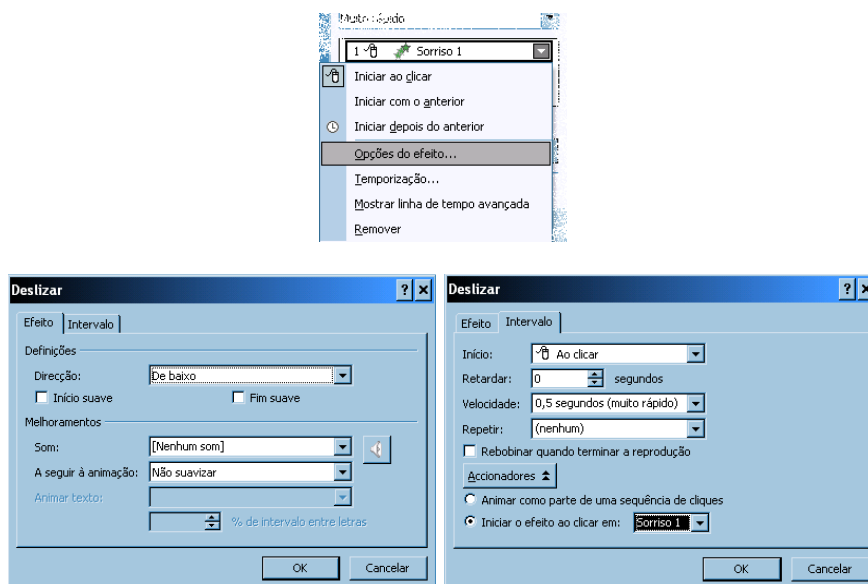 Muito rápido
1 Sorriso 1
Iniciar ao clicar
Iniciar com o anterior
Iniciar depois do anterior
Opções do efeito...
Temporização...
Mostrar linha de tempo avançada
Remover
Deslizar
Efeito Intervalo
Definições
Direcção: De baixo
Início suave Fim suave
Melhoramentos
Som: [Nenhum som]
A seguir à animação: Não suavizar
Animar texto:
% de intervalo entre letras
OK Cancelar
Deslizar
Efeito Intervalo
Início: Ao clicar
Retardar: 0 segundos
Velocidade: 0,5 segundos (muito rápido)
Repetir: (nenhum)
Rebobinar quando terminar a reprodução
Accionadores
Animar como parte de uma sequência de cliques
Iniciar o efeito ao clicar em: Sorriso 1
OK Cancelar